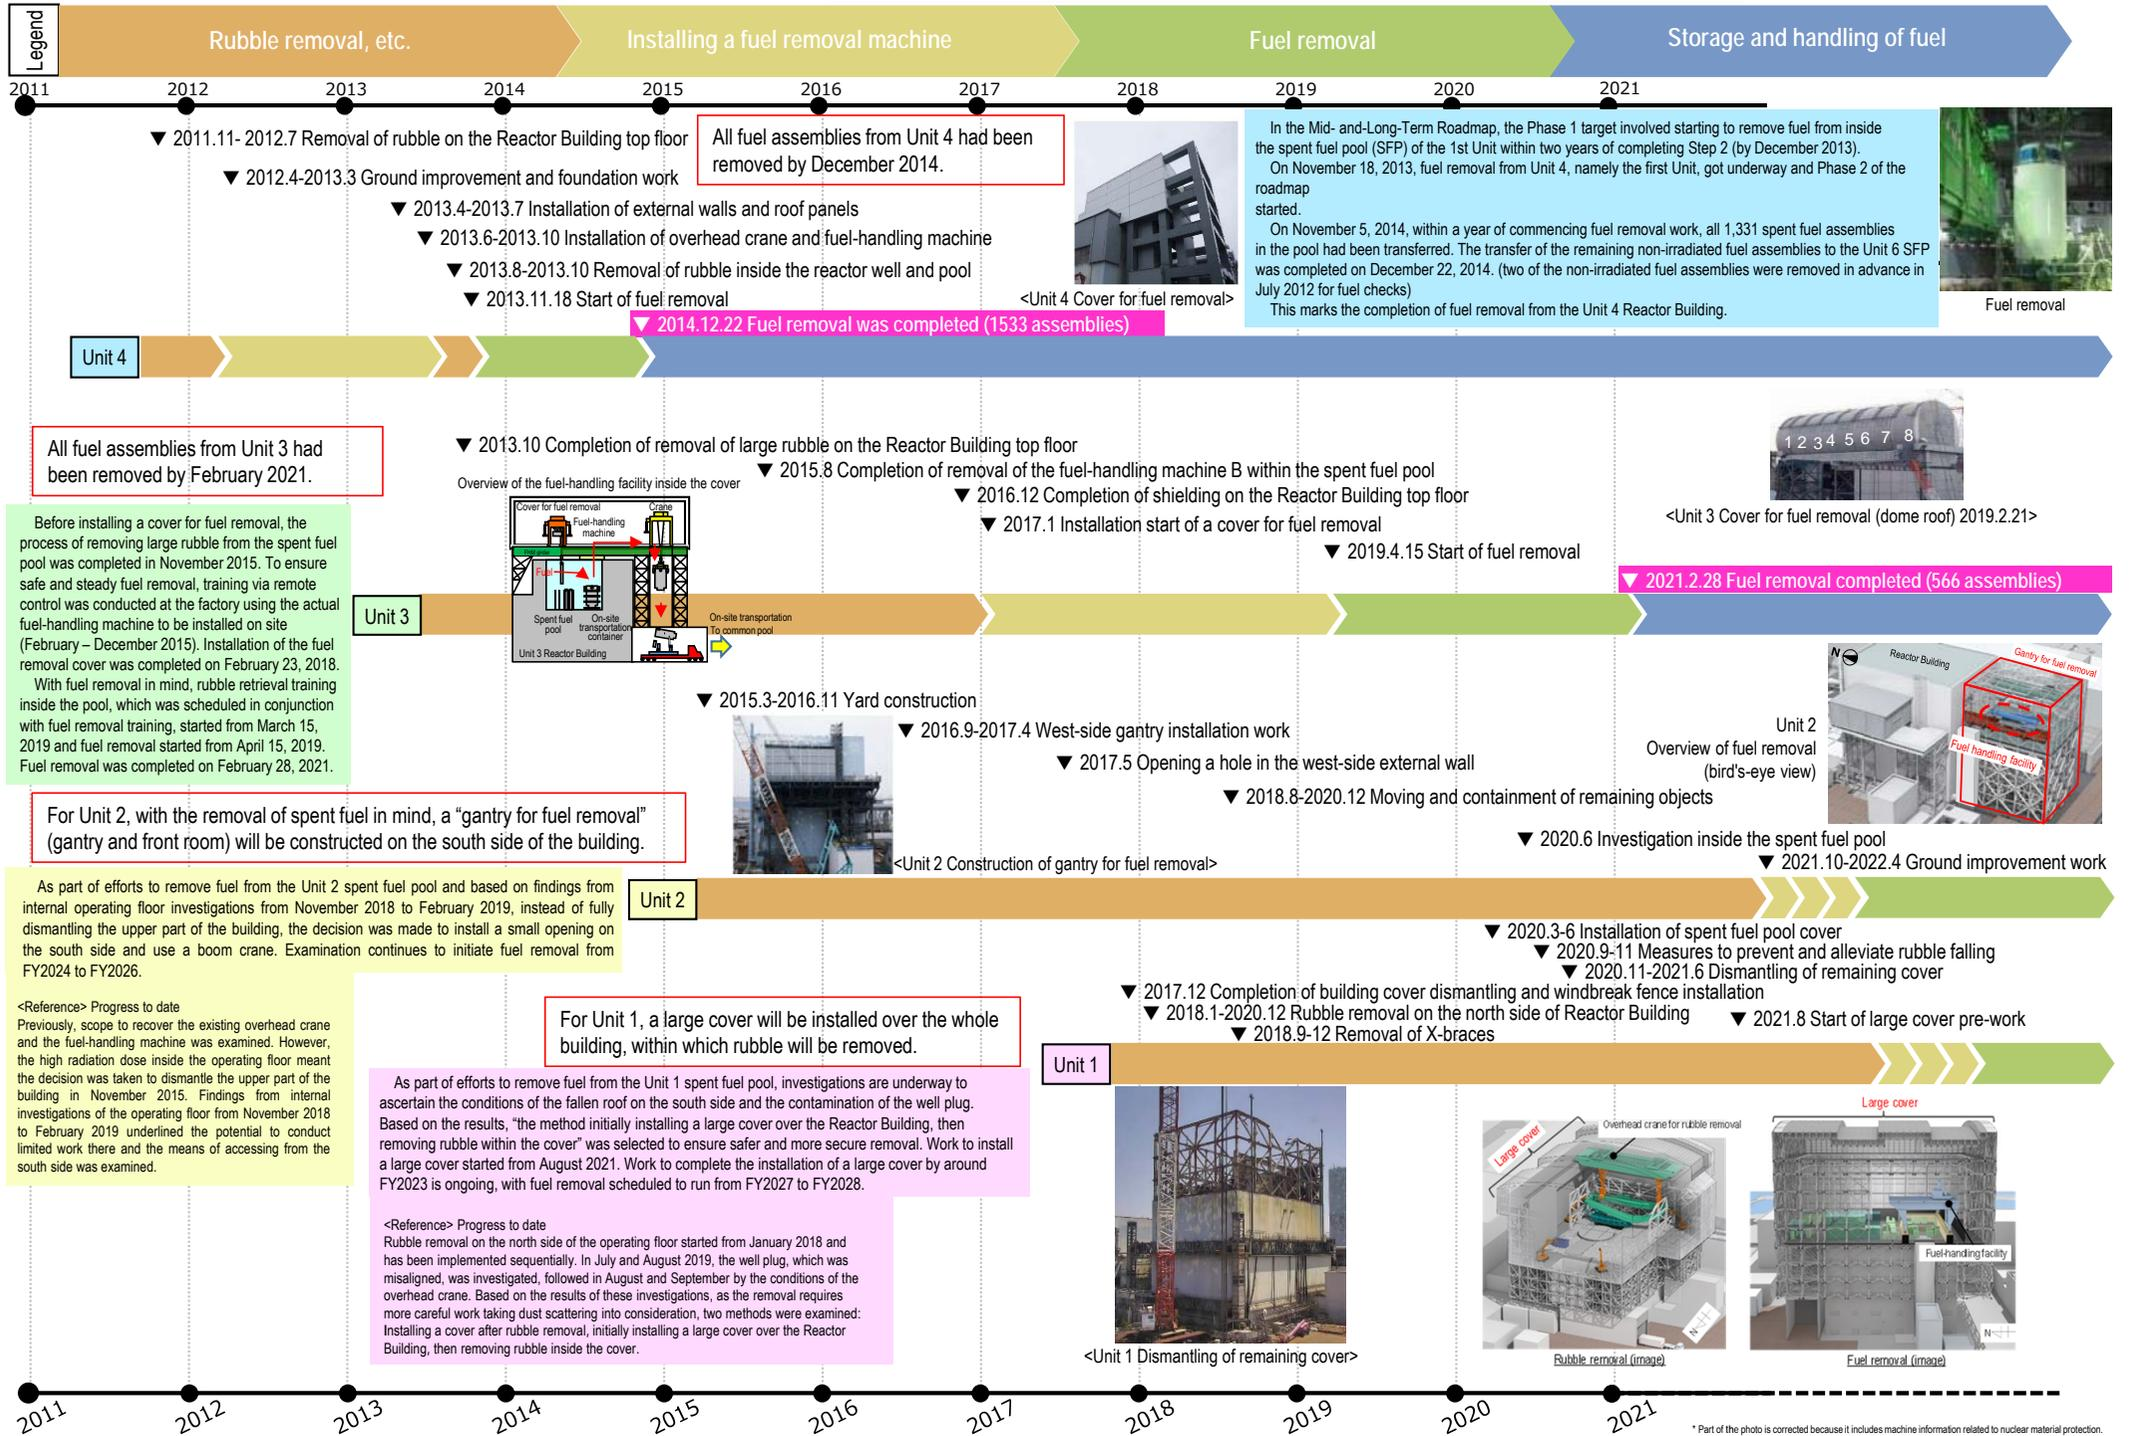 Legend
Rubble removal, etc.
Installing a fuel removal machine
Fuel removal
Storage and handling of fuel
2011
2012
2013
2014
2015
2016
2017
2018
2019
2020
2021
▼ 2011.11- 2012.7 Removal of rubble on the Reactor Building top floor
▼ 2012.4-2013.3 Ground improvement and foundation work
▼ 2013.4-2013.7 Installation of external walls and roof panels
▼ 2013.6-2013.10 Installation of overhead crane and fuel-handling machine
▼ 2013.8-2013.10 Removal of rubble inside the reactor well and pool
▼ 2013.11.18 Start of fuel removal
▼ 2014.12.22 Fuel removal was completed (1533 assemblies)
All fuel assemblies from Unit 4 had been
removed by December 2014.
<Unit 4 Cover for fuel removal>
In the Mid- and-Long-Term Roadmap, the Phase 1 target involved starting to remove fuel from inside
the spent fuel pool (SFP) of the 1st Unit within two years of completing Step 2 (by December 2013).
On November 18, 2013, fuel removal from Unit 4, namely the first Unit, got underway and Phase 2 of the
roadmap
started.
On November 5, 2014, within a year of commencing fuel removal work, all 1,331 spent fuel assemblies
in the pool had been transferred. The transfer of the remaining non-irradiated fuel assemblies to the Unit 6 SFP
was completed on December 22, 2014. (two of the non-irradiated fuel assemblies were removed in advance in
July 2012 for fuel checks)
This marks the completion of fuel removal from the Unit 4 Reactor Building.
Fuel removal
Unit 4
All fuel assemblies from Unit 3 had
been removed by February 2021.
▼ 2013.10 Completion of removal of large rubble on the Reactor Building top floor
▼ 2015.8 Completion of removal of the fuel-handling machine B within the spent fuel pool
▼ 2016.12 Completion of shielding on the Reactor Building top floor
▼ 2017.1 Installation start of a cover for fuel removal
▼ 2019.4.15 Start of fuel removal
▼ 2021.2.28 Fuel removal completed (566 assemblies)
1 2 3 4 5 6 7 8
<Unit 3 Cover for fuel removal (dome roof) 2019.2.21>
Overview of the fuel-handling facility inside the cover
Cover for fuel removal
Crane
Fuel-handling
machine
Fuel
Spent fuel
pool
On-site
transportation
container
Unit 3 Reactor Building
On-site transportation
To common pool
Before installing a cover for fuel removal, the
process of removing large rubble from the spent fuel
pool was completed in November 2015. To ensure
safe and steady fuel removal, training via remote
control was conducted at the factory using the actual
fuel-handling machine to be installed on site
(February – December 2015). Installation of the fuel
removal cover was completed on February 23, 2018.
With fuel removal in mind, rubble retrieval training
inside the pool, which was scheduled in conjunction
with fuel removal training, started from March 15,
2019 and fuel removal started from April 15, 2019.
Fuel removal was completed on February 28, 2021.
Unit 3
▼ 2015.3-2016.11 Yard construction
▼ 2016.9-2017.4 West-side gantry installation work
▼ 2017.5 Opening a hole in the west-side external wall
▼ 2018.8-2020.12 Moving and containment of remaining objects
▼ 2020.6 Investigation inside the spent fuel pool
▼ 2021.10-2022.4 Ground improvement work
<Unit 2 Construction of gantry for fuel removal>
Unit 2
Overview of fuel removal
(bird's-eye view)
N
Reactor Building
Gantry for fuel removal
Fuel handling facility
For Unit 2, with the removal of spent fuel in mind, a “gantry for fuel removal”
(gantry and front room) will be constructed on the south side of the building.
As part of efforts to remove fuel from the Unit 2 spent fuel pool and based on findings from
internal operating floor investigations from November 2018 to February 2019, instead of fully
dismantling the upper part of the building, the decision was made to install a small opening on
the south side and use a boom crane. Examination continues to initiate fuel removal from
FY2024 to FY2026.
<Reference> Progress to date
Previously, scope to recover the existing overhead crane
and the fuel-handling machine was examined. However,
the high radiation dose inside the operating floor meant
the decision was taken to dismantle the upper part of the
building in November 2015. Findings from internal
investigations of the operating floor from November 2018
to February 2019 underlined the potential to conduct
limited work there and the means of accessing from the
south side was examined.
Unit 2
▼ 2020.3-6 Installation of spent fuel pool cover
▼ 2020.9-11 Measures to prevent and alleviate rubble falling
▼ 2020.11-2021.6 Dismantling of remaining cover
▼ 2017.12 Completion of building cover dismantling and windbreak fence installation
▼ 2018.1-2020.12 Rubble removal on the north side of Reactor Building
▼ 2021.8 Start of large cover pre-work
▼ 2018.9-12 Removal of X-braces
For Unit 1, a large cover will be installed over the whole
building, within which rubble will be removed.
Unit 1
As part of efforts to remove fuel from the Unit 1 spent fuel pool, investigations are underway to
ascertain the conditions of the fallen roof on the south side and the contamination of the well plug.
Based on the results, “the method initially installing a large cover over the Reactor Building, then
removing rubble within the cover” was selected to ensure safer and more secure removal. Work to install
a large cover started from August 2021. Work to complete the installation of a large cover by around
FY2023 is ongoing, with fuel removal scheduled to run from FY2027 to FY2028.
<Reference> Progress to date
Rubble removal on the north side of the operating floor started from January 2018 and
has been implemented sequentially. In July and August 2019, the well plug, which was
misaligned, was investigated, followed in August and September by the conditions of the
overhead crane. Based on the results of these investigations, as the removal requires
more careful work taking dust scattering into consideration, two methods were examined:
Installing a cover after rubble removal, initially installing a large cover over the Reactor
Building, then removing rubble inside the cover.
<Unit 1 Dismantling of remaining cover>
Large cover
Overhead crane for rubble removal
N
Rubble removal (image)
Large cover
Fuel-handling facility
N
Fuel removal (image)
2011
2012
2013
2014
2015
2016
2017
2018
2019
2020
2021
* Part of the photo is corrected because it includes machine information related to nuclear material protection.